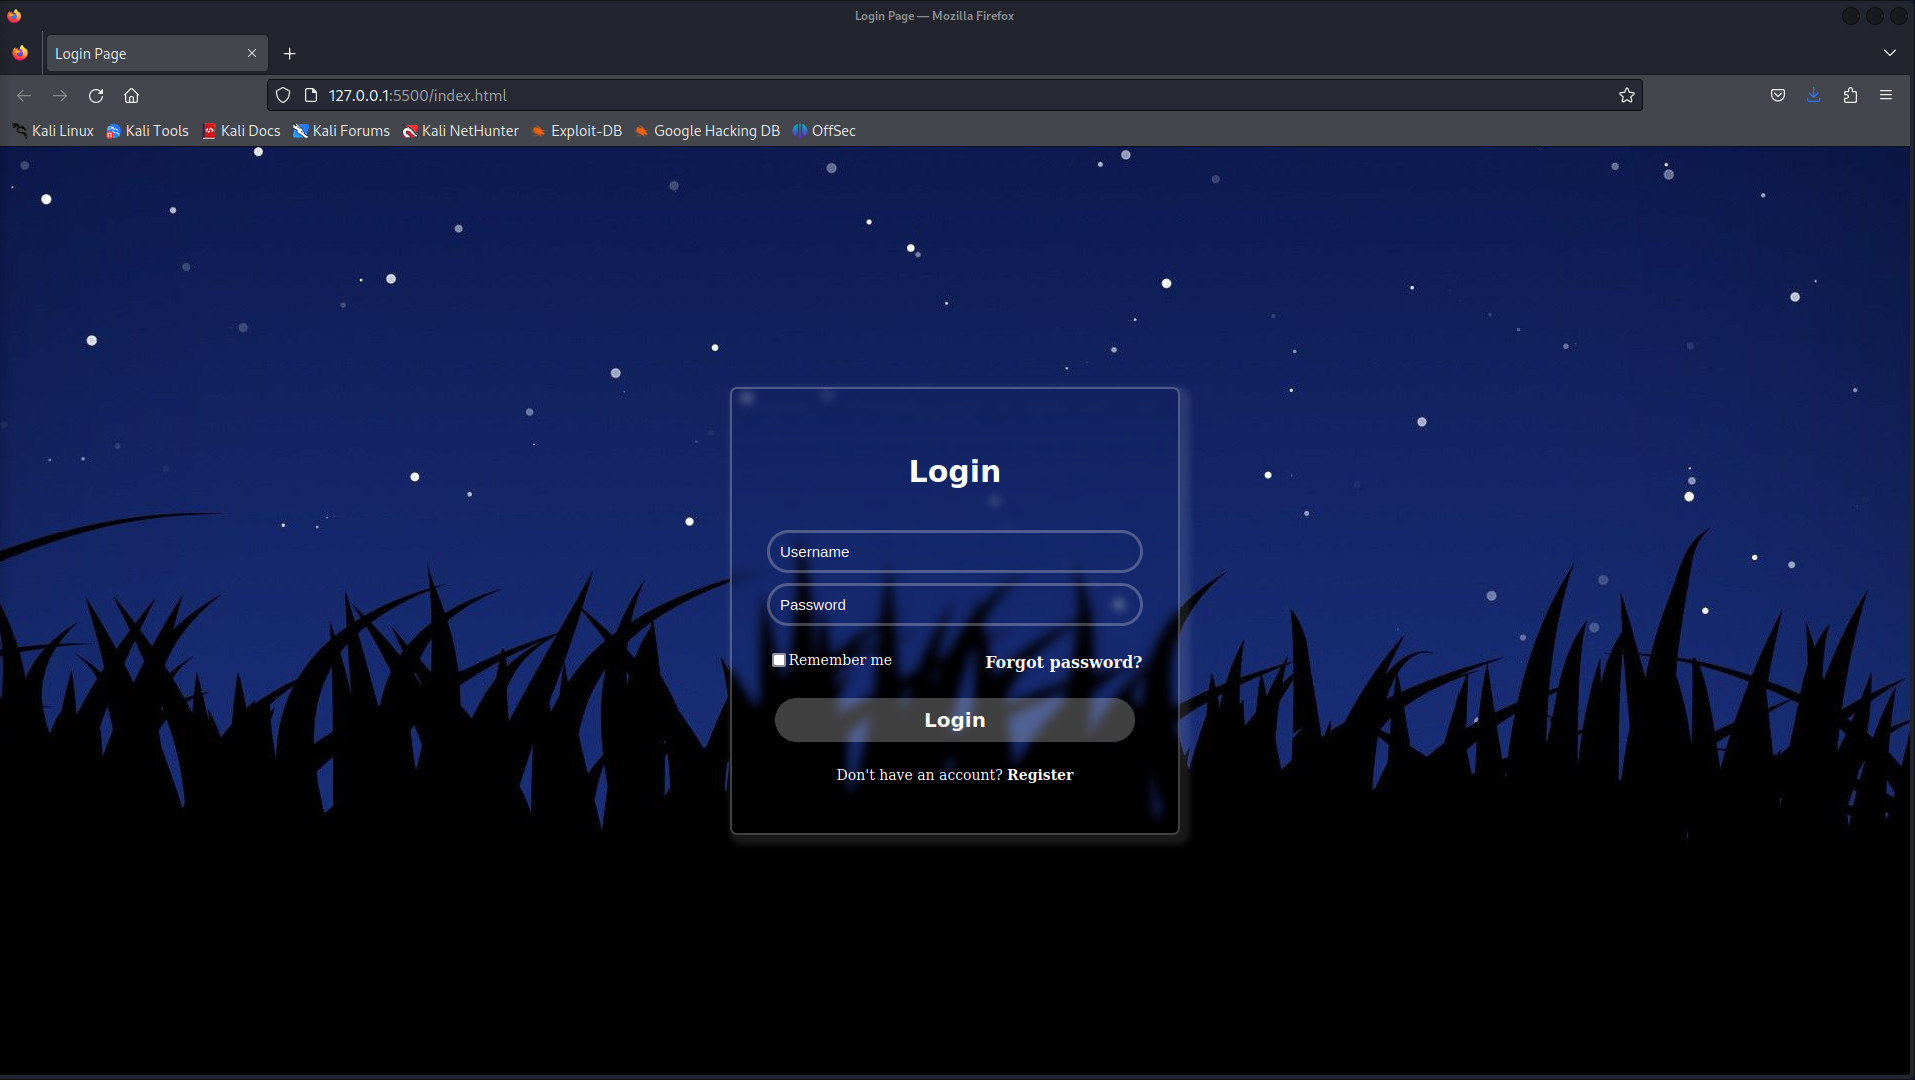 Login Page — Mozilla Firefox
Login Page
127.0.0.1:5500/index.html
Kali Linux Kali Tools Kali Docs Kali Forums Kali NetHunter Exploit-DB Google Hacking DB OffSec
Login
Username
Password
Remember me Forgot password?
Login
Don't have an account? Register